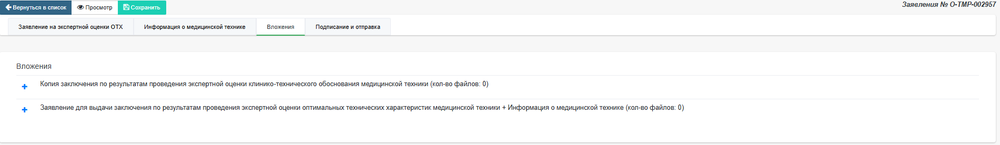 Вернуться в список Просмотр Сохранить Заявления № О-TMP-002957
Заявление на экспертной оценки ОТХ Информация о медицинской технике Вложения Подписание и отправка
Вложения
Копия заключения по результатам проведения экспертной оценки клинико-технического обоснования медицинской техники (кол-во файлов: 0)
Заявление для выдачи заключения по результатам проведения экспертной оценки оптимальных технических характеристик медицинской техники + Информация о медицинской технике (кол-во файлов: 0)